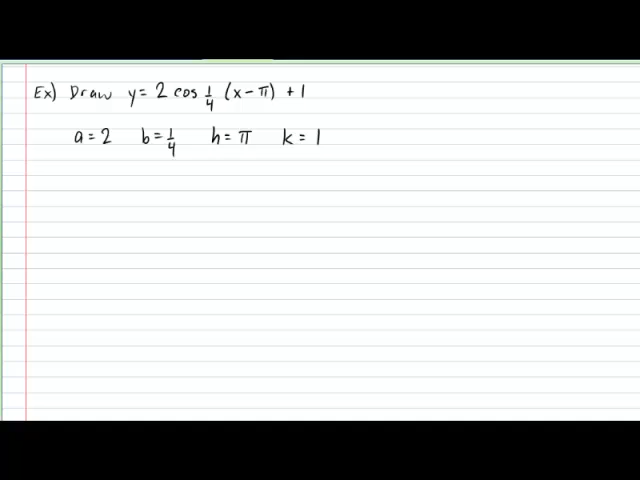 Ex) Draw y = 2 cos 1/4 (x - π) + 1
a = 2 b = 1/4 h = π k = 1